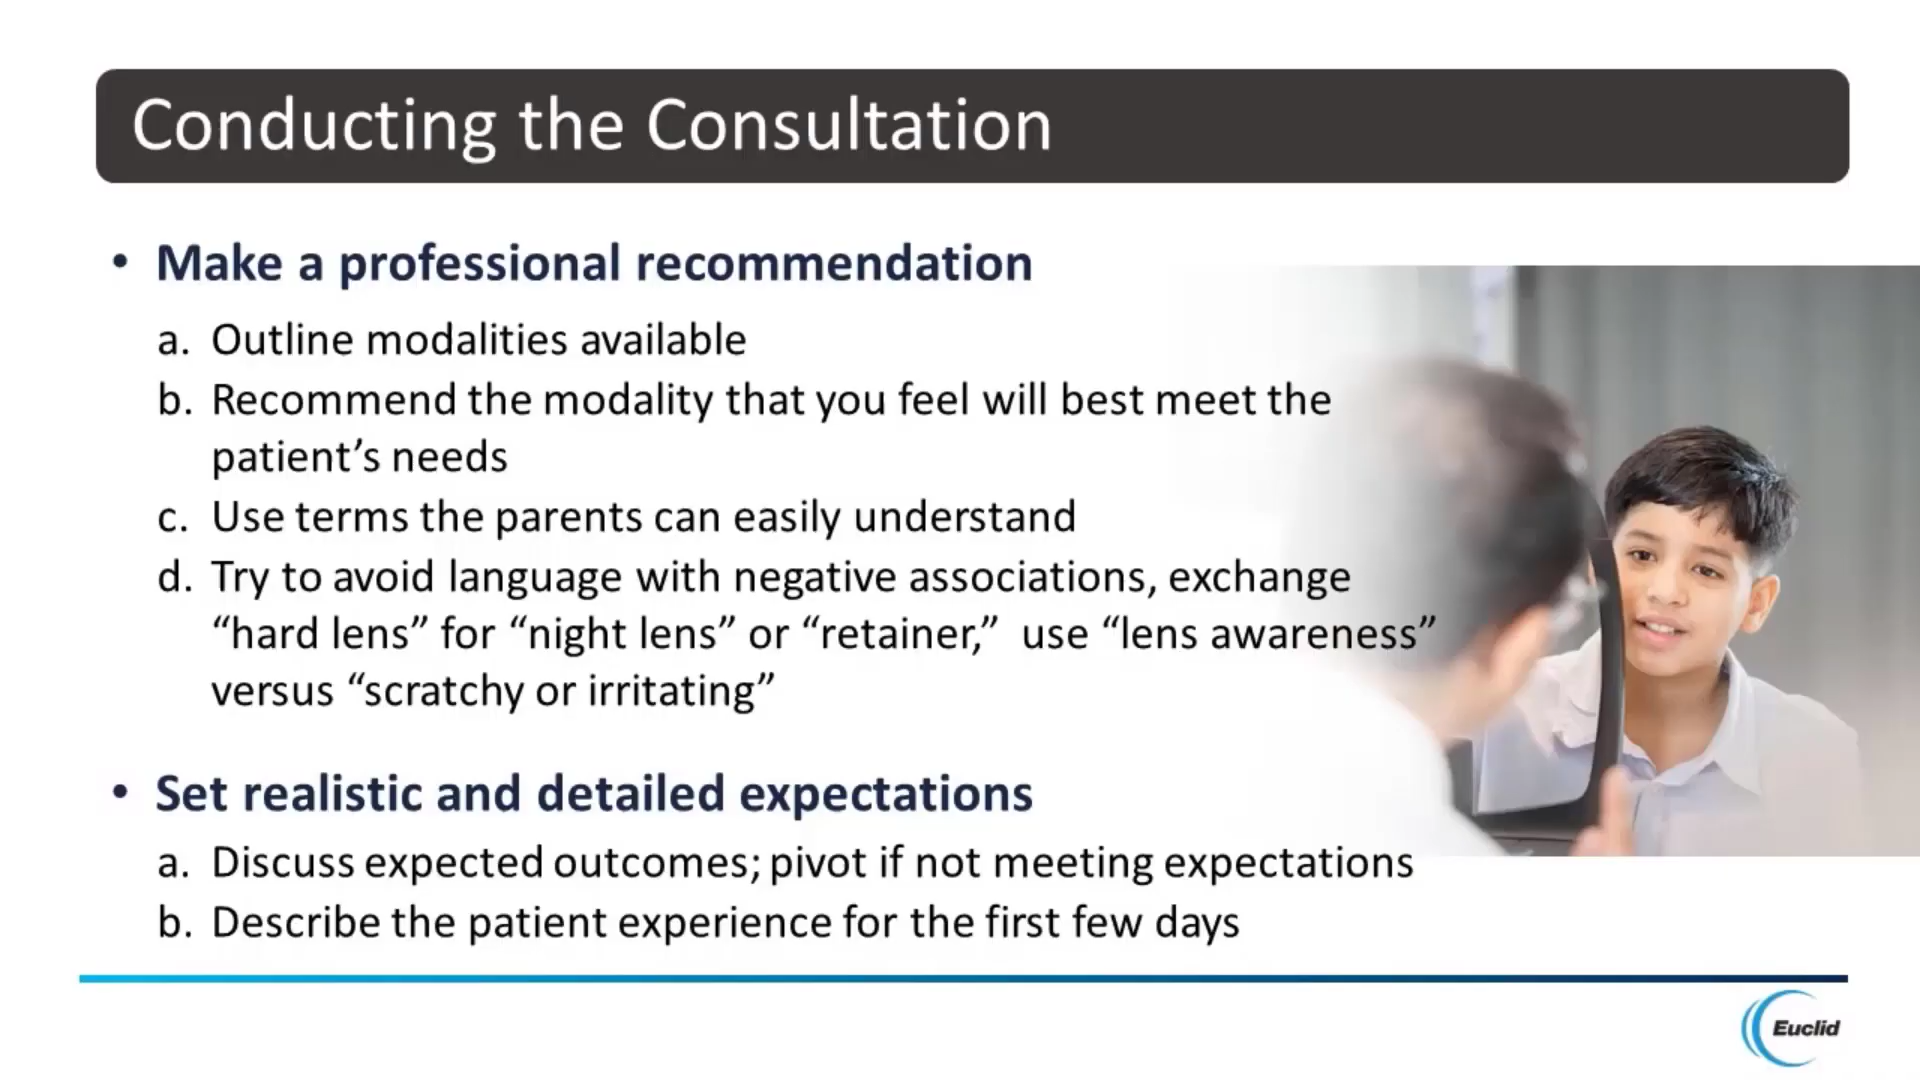 Conducting the Consultation
• Make a professional recommendation
a. Outline modalities available
b. Recommend the modality that you feel will best meet the
patient’s needs
c. Use terms the parents can easily understand
d. Try to avoid language with negative associations, exchange
“hard lens” for “night lens” or “retainer,”  use “lens awareness”
versus “scratchy or irritating”
• Set realistic and detailed expectations
a. Discuss expected outcomes; pivot if not meeting expectations
b. Describe the patient experience for the first few days
Euclid